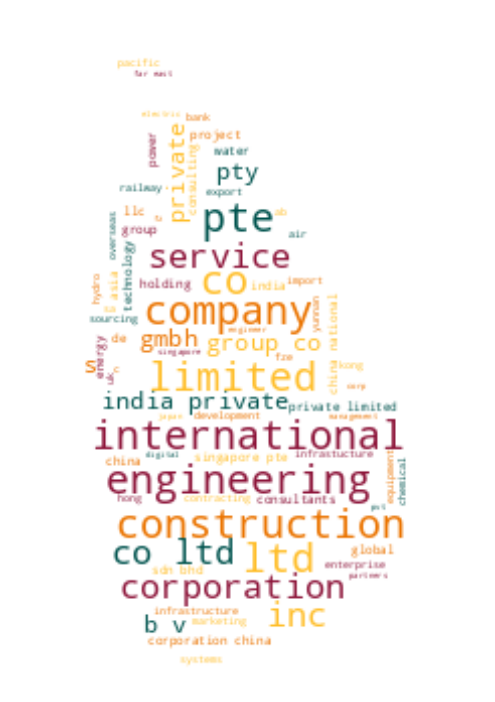 pacific
far east
electric bank
power private consulting project
water
pty
railway export
llc pte ab
group air
overseas technology service
hydro asia holding co india import
sa company yunnan
sourcing engineer
energy de gmbh group co china national
singapore fze
s uk c limited kong
corp
india private private limited
japan development management
international
china digital singapore pte infrastucture
engineering equipment chemical
hong contracting consultants
pvt
construction
co ltd ltd global
sdn bhd enterprise
partners
corporation
infrastructure inc
b v marketing
corporation china
systems